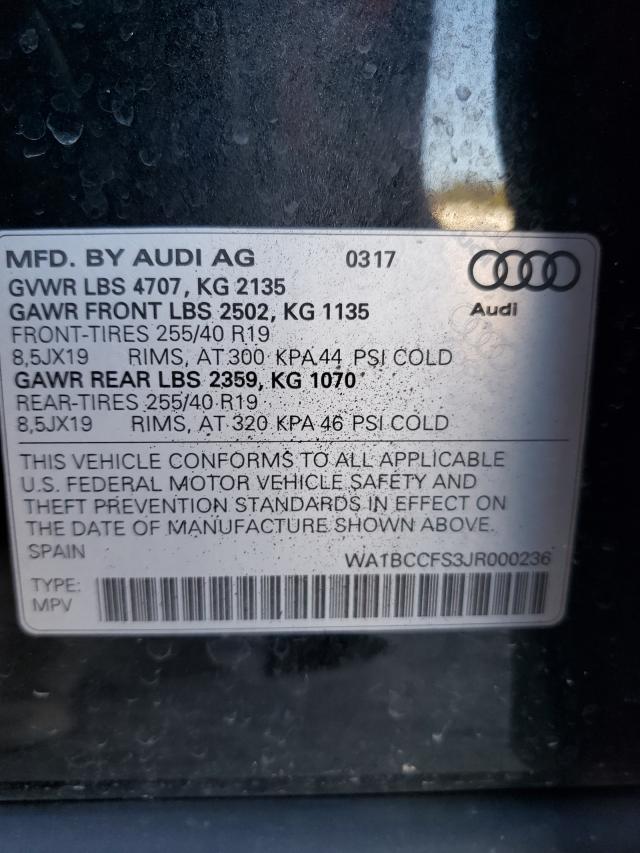 MFD. BY AUDI AG 0317
GVWR LBS 4707, KG 2135
GAWR FRONT LBS 2502, KG 1135
Audi
FRONT-TIRES 255/40 R19
8,5JX19 RIMS, AT 300 KPA 44 PSI COLD
GAWR REAR LBS 2359, KG 1070
REAR-TIRES 255/40 R19
8,5JX19 RIMS, AT 320 KPA 46 PSI COLD
THIS VEHICLE CONFORMS TO ALL APPLICABLE
U.S. FEDERAL MOTOR VEHICLE SAFETY AND
THEFT PREVENTION STANDARDS IN EFFECT ON
THE DATE OF MANUFACTURE SHOWN ABOVE.
SPAIN WA1BCCFS3JR000236
TYPE:
MPV